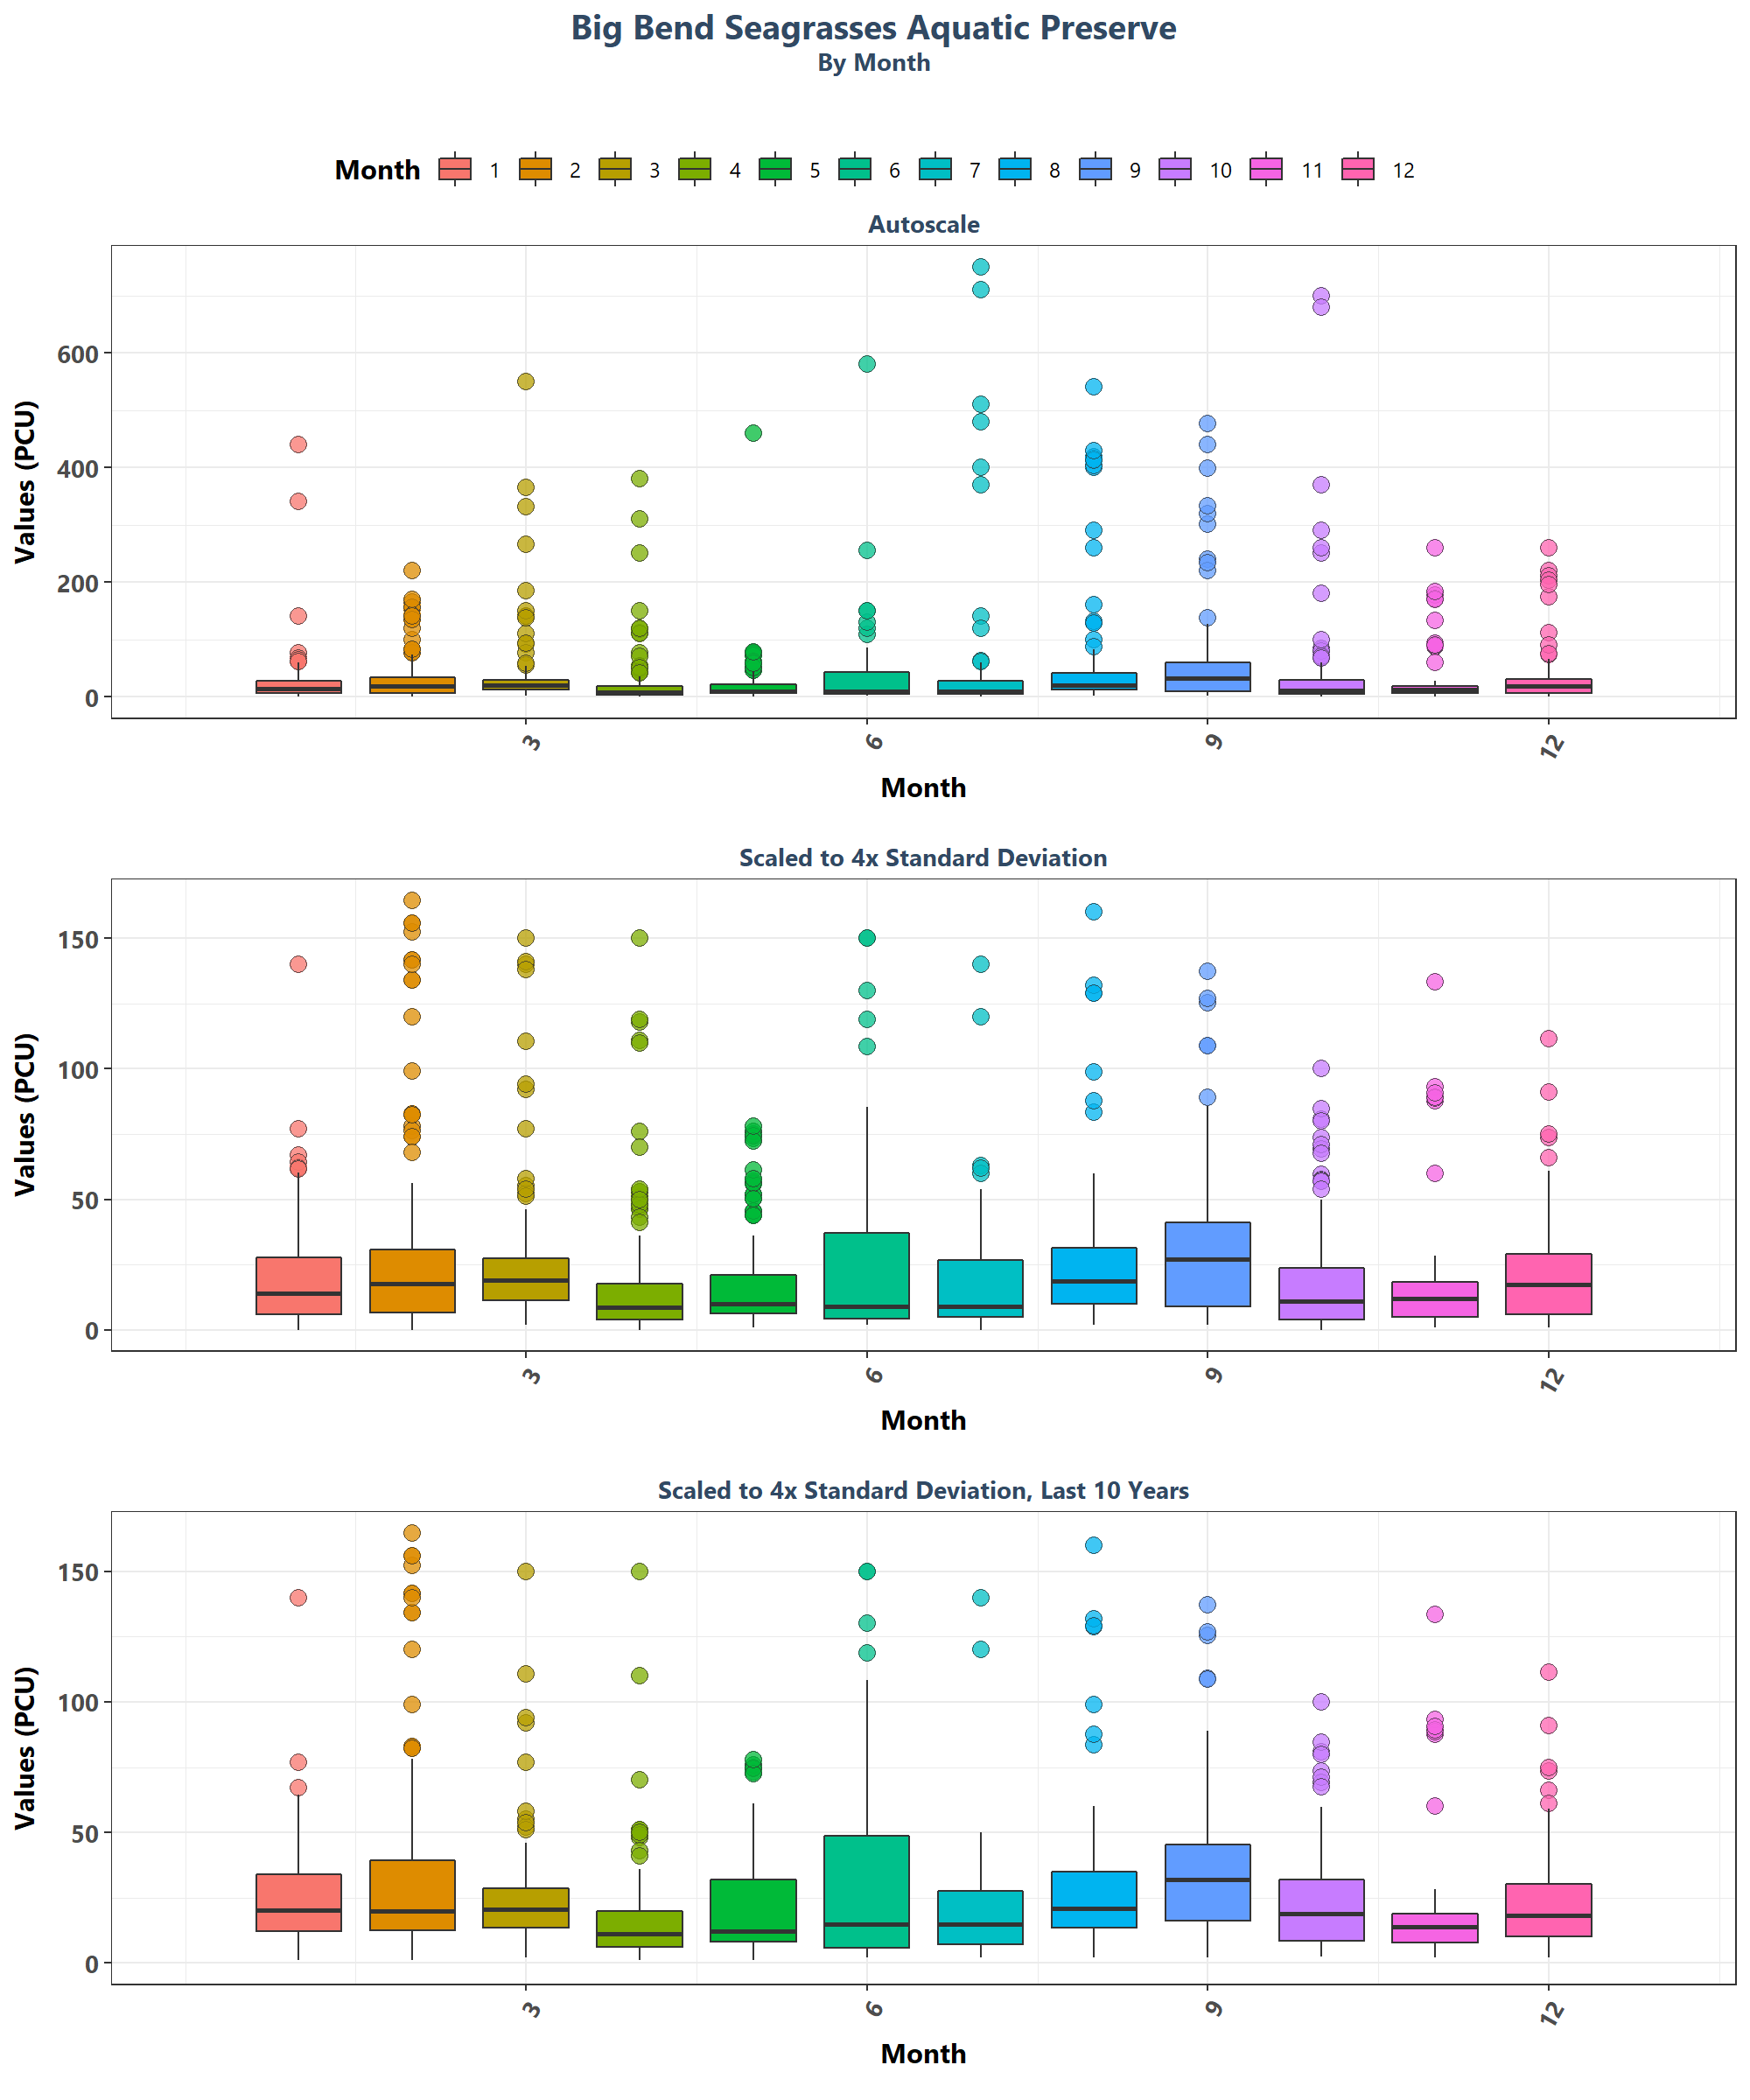 Big Bend Seagrasses Aquatic Preserve
By Month
Month 1 2 3 4 5 6 7 8 9 10 11 12
Autoscale
Values (PCU)
600
400
200
0
3 6 9 12
Month
Scaled to 4x Standard Deviation
Values (PCU)
150
100
50
0
3 6 9 12
Month
Scaled to 4x Standard Deviation, Last 10 Years
Values (PCU)
150
100
50
0
3 6 9 12
Month